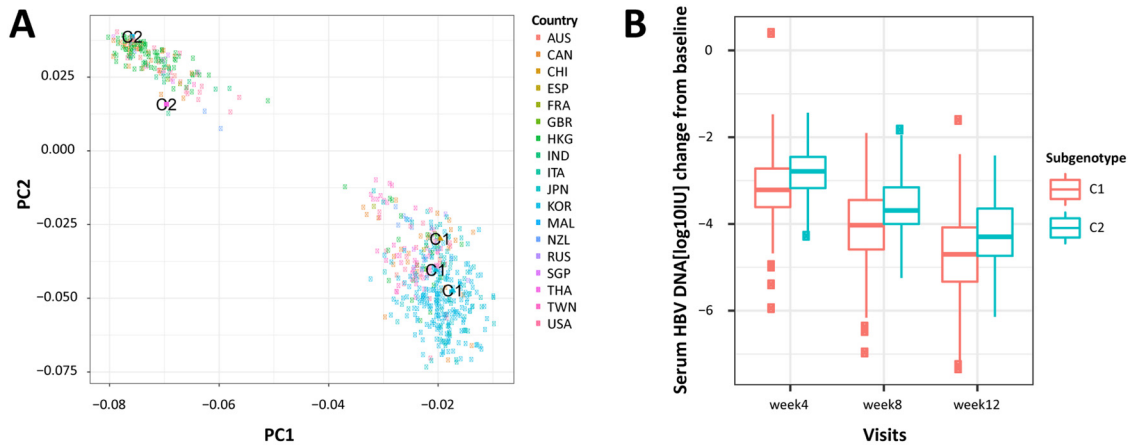 A
C2
C2
C1
C1
C1
0.025
0.000
−0.025
−0.050
−0.075
PC2
−0.08
−0.06
−0.04
−0.02
PC1
Country
AUS
CAN
CHI
ESP
FRA
GBR
HKG
IND
ITA
JPN
KOR
MAL
NZL
RUS
SGP
THA
TWN
USA
B
Serum HBV DNA[log10IU] change from baseline
0
−2
−4
−6
week4
week8
week12
Visits
Subgenotype
C1
C2